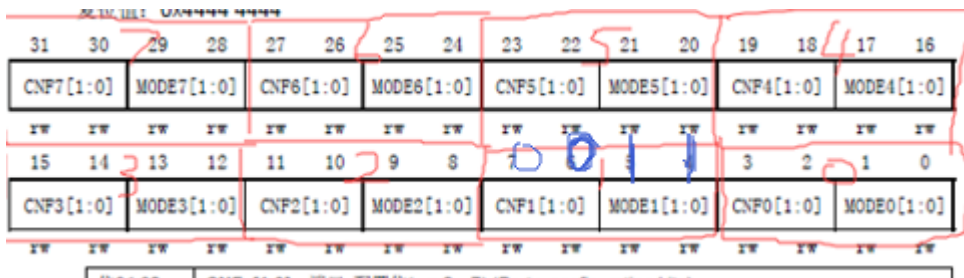 复位值: 0x4444 4444
31 30 29 28 27 26 25 24 23 22 21 20 19 18 17 16
CNF7[1:0] MODE7[1:0] CNF6[1:0] MODE6[1:0] CNF5[1:0] MODE5[1:0] CNF4[1:0] MODE4[1:0]
rw rw rw rw rw rw rw rw rw rw rw rw rw rw rw rw
15 14 3 13 12 11 10 2 9 8 7 0 6 0 5 1 4 1 3 2 0 1 0
CNF3[1:0] MODE3[1:0] CNF2[1:0] MODE2[1:0] CNF1[1:0] MODE1[1:0] CNF0[1:0] MODE0[1:0]
rw rw rw rw rw rw rw rw rw rw rw rw rw rw rw rw